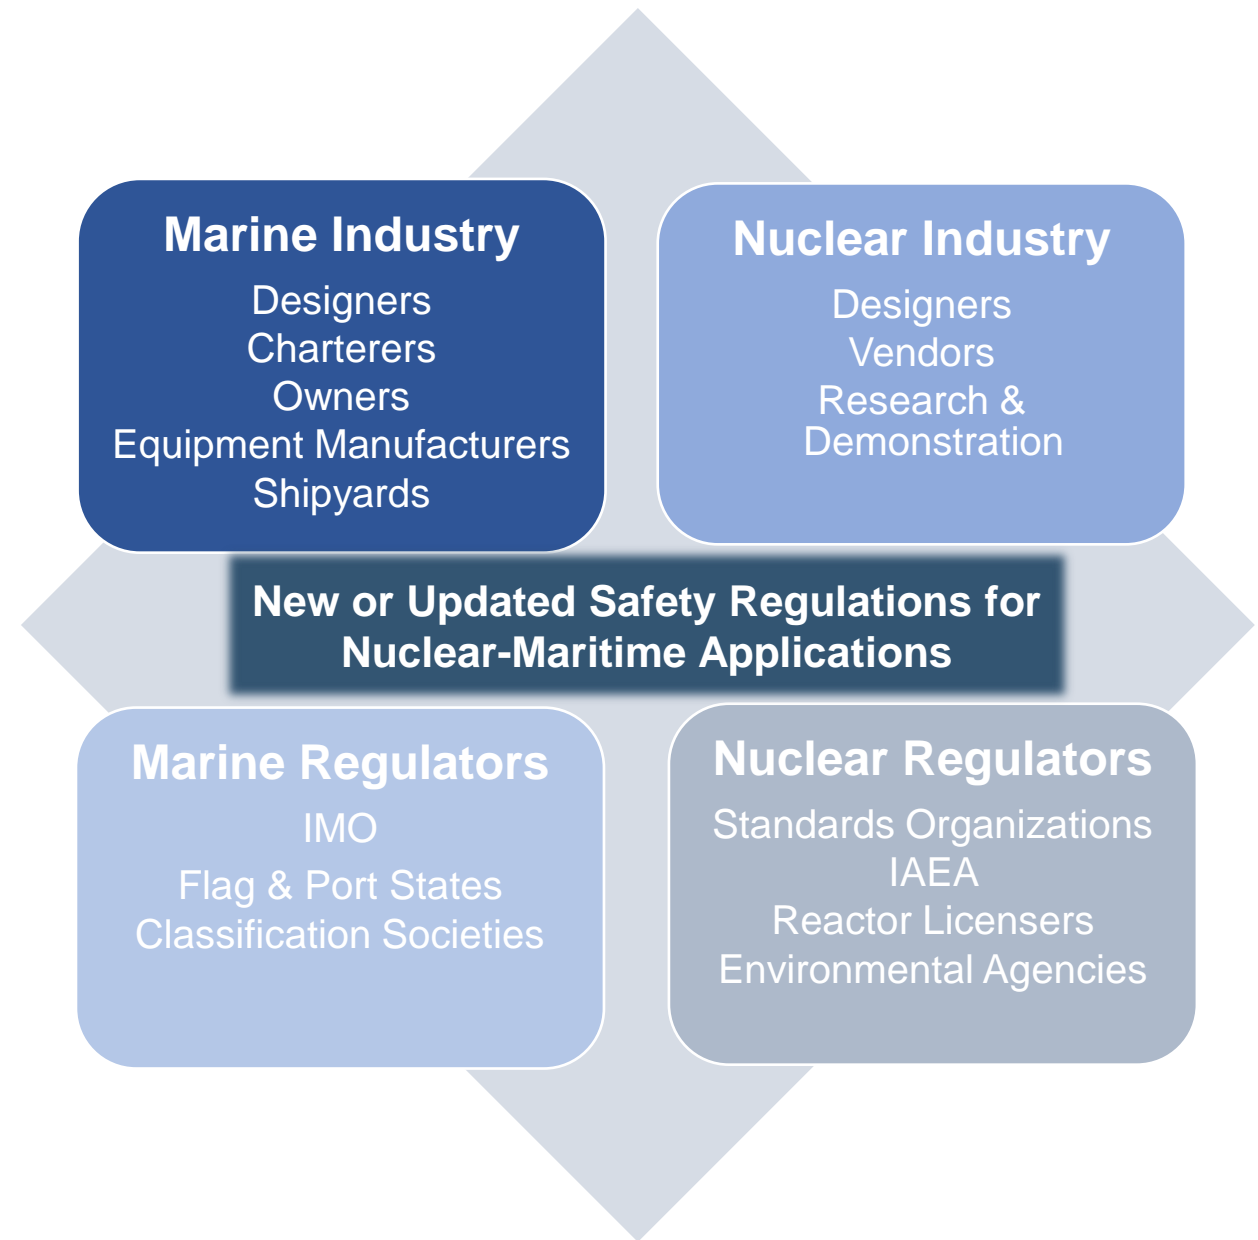 Marine Industry
Designers
Charterers
Owners
Equipment Manufacturers
Shipyards
Nuclear Industry
Designers
Vendors
Research &
Demonstration
New or Updated Safety Regulations for
Nuclear-Maritime Applications
Marine Regulators
IMO
Flag & Port States
Classification Societies
Nuclear Regulators
Standards Organizations
IAEA
Reactor Licensers
Environmental Agencies